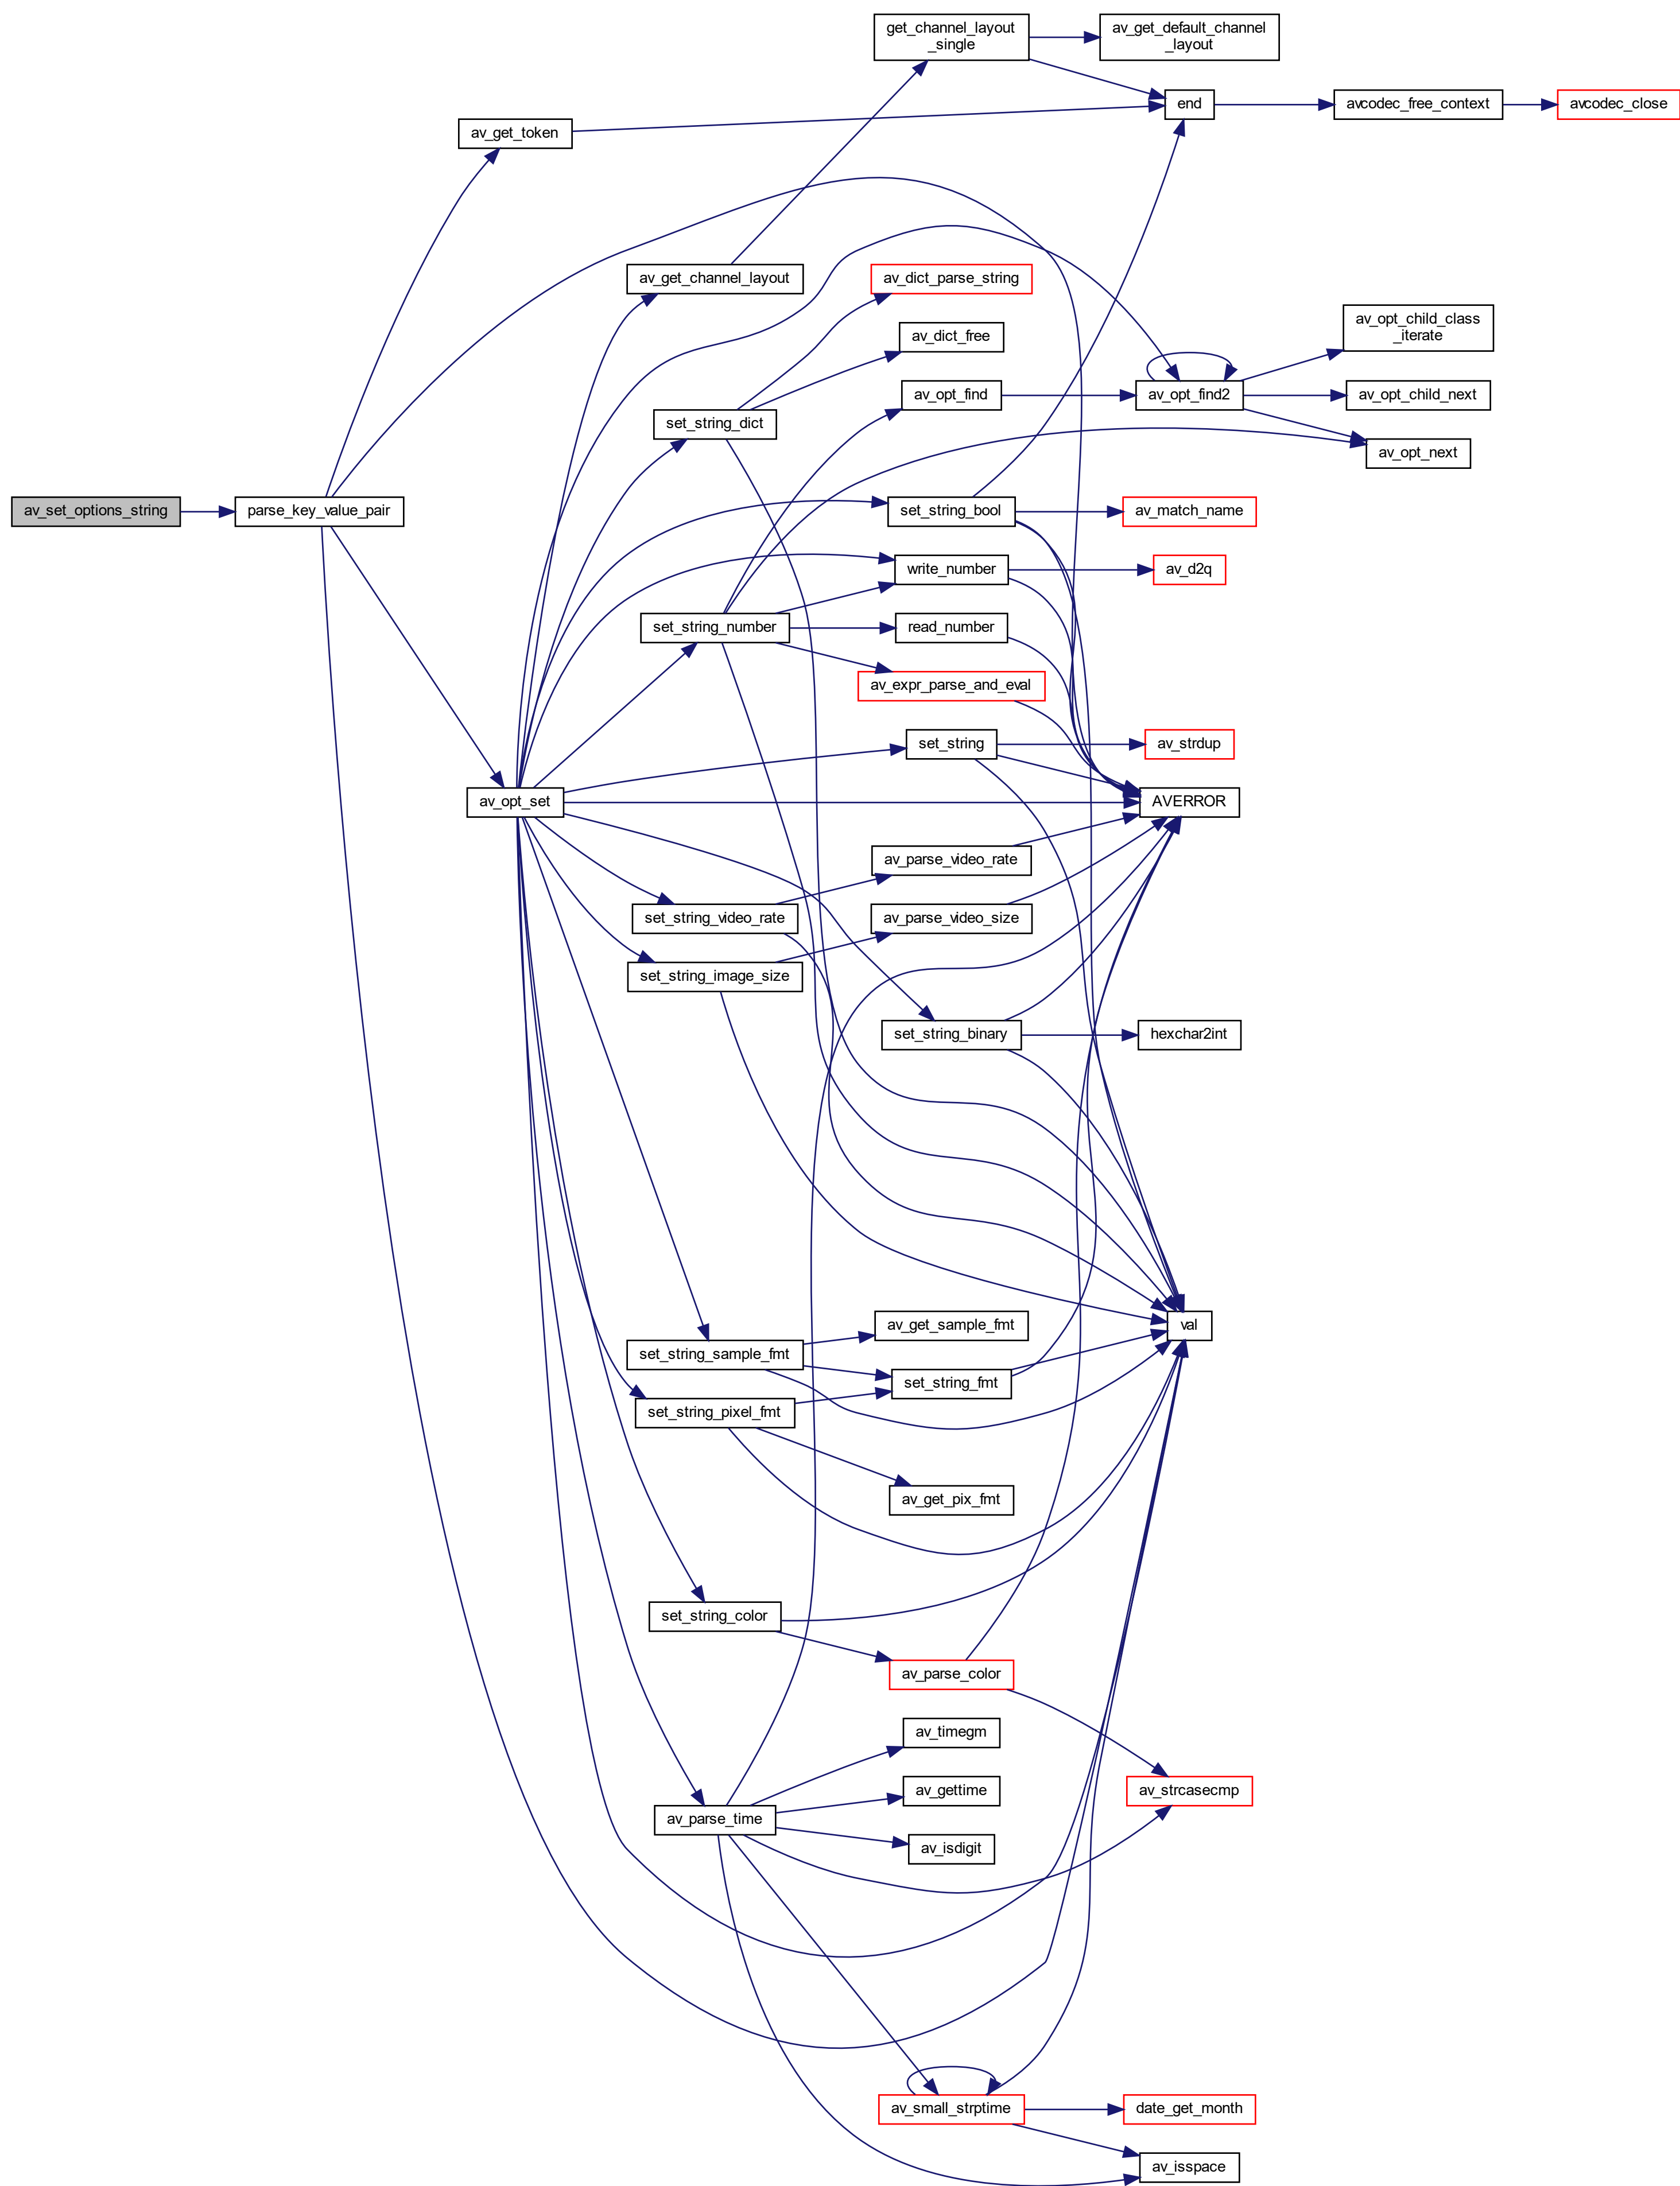 get_channel_layout
_single
av_get_default_channel
_layout
end
avcodec_free_context
avcodec_close
av_get_token
av_get_channel_layout
av_dict_parse_string
av_dict_free
av_opt_child_class
_iterate
av_opt_find
av_opt_find2
av_opt_child_next
set_string_dict
av_opt_next
av_set_options_string
parse_key_value_pair
set_string_bool
av_match_name
write_number
av_d2q
set_string_number
read_number
av_expr_parse_and_eval
set_string
av_strdup
av_opt_set
AVERROR
av_parse_video_rate
set_string_video_rate
av_parse_video_size
set_string_image_size
set_string_binary
hexchar2int
av_get_sample_fmt
val
set_string_sample_fmt
set_string_fmt
set_string_pixel_fmt
av_get_pix_fmt
set_string_color
av_parse_color
av_timegm
av_gettime
av_strcasecmp
av_parse_time
av_isdigit
av_small_strptime
date_get_month
av_isspace